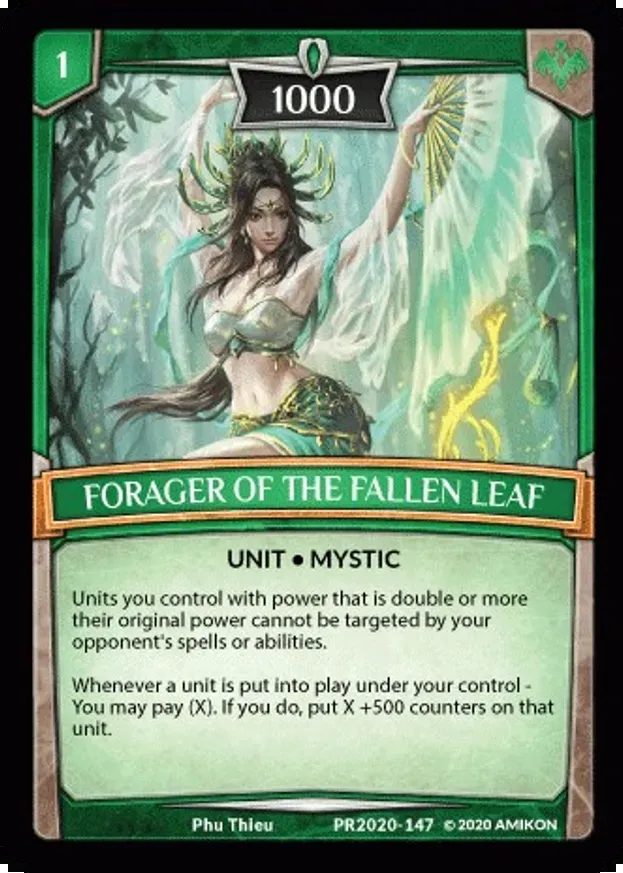 1
1000
FORAGER OF THE FALLEN LEAF
UNIT • MYSTIC
Units you control with power that is double or more
their original power cannot be targeted by your
opponent's spells or abilities.
Whenever a unit is put into play under your control -
You may pay (X). If you do, put X +500 counters on that
unit.
Phu Thieu PR2020-147 © 2020 AMIKON